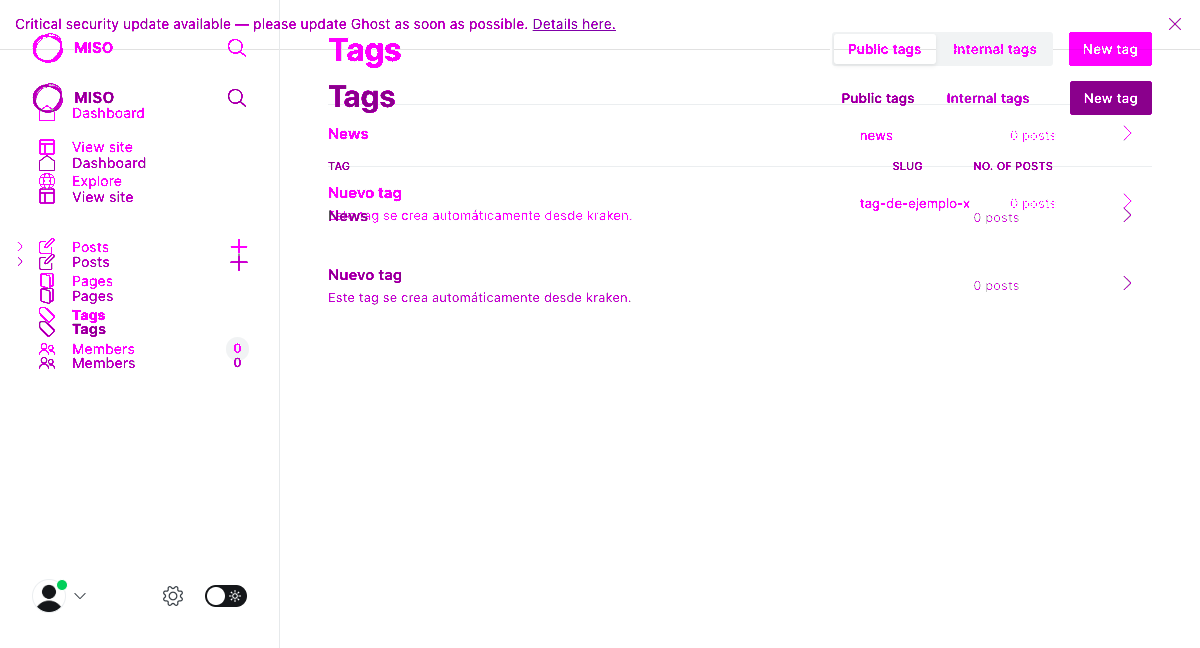 Critical security update available — please update Ghost as soon as possible. Details here.
MISO
Tags
Public tags
Internal tags
New tag
MISO
Tags
Public tags
Internal tags
New tag
Dashboard
News
news
0 posts
View site
Dashboard
TAG
SLUG
NO. OF POSTS
Explore
View site
Nuevo tag
tag-de-ejemplo-x
0 posts
Este tag se crea automáticamente desde kraken.
News
0 posts
Posts
Posts
Pages
Pages
Nuevo tag
Este tag se crea automáticamente desde kraken.
0 posts
Tags
Tags
Members
0
Members
0